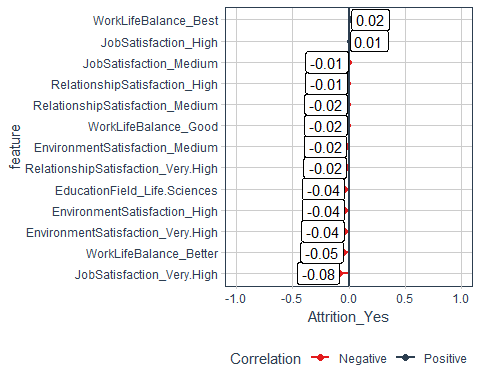 WorkLifeBalance_Best 0.02
JobSatisfaction_High 0.01
JobSatisfaction_Medium -0.01
RelationshipSatisfaction_High -0.01
RelationshipSatisfaction_Medium -0.02
WorkLifeBalance_Good -0.02
EnvironmentSatisfaction_Medium -0.02
RelationshipSatisfaction_Very.High -0.02
EducationField_Life.Sciences -0.04
EnvironmentSatisfaction_High -0.04
EnvironmentSatisfaction_Very.High -0.04
WorkLifeBalance_Better -0.05
JobSatisfaction_Very.High -0.08
feature
-1.0 -0.5 0.0 0.5 1.0
Attrition_Yes
Correlation Negative Positive